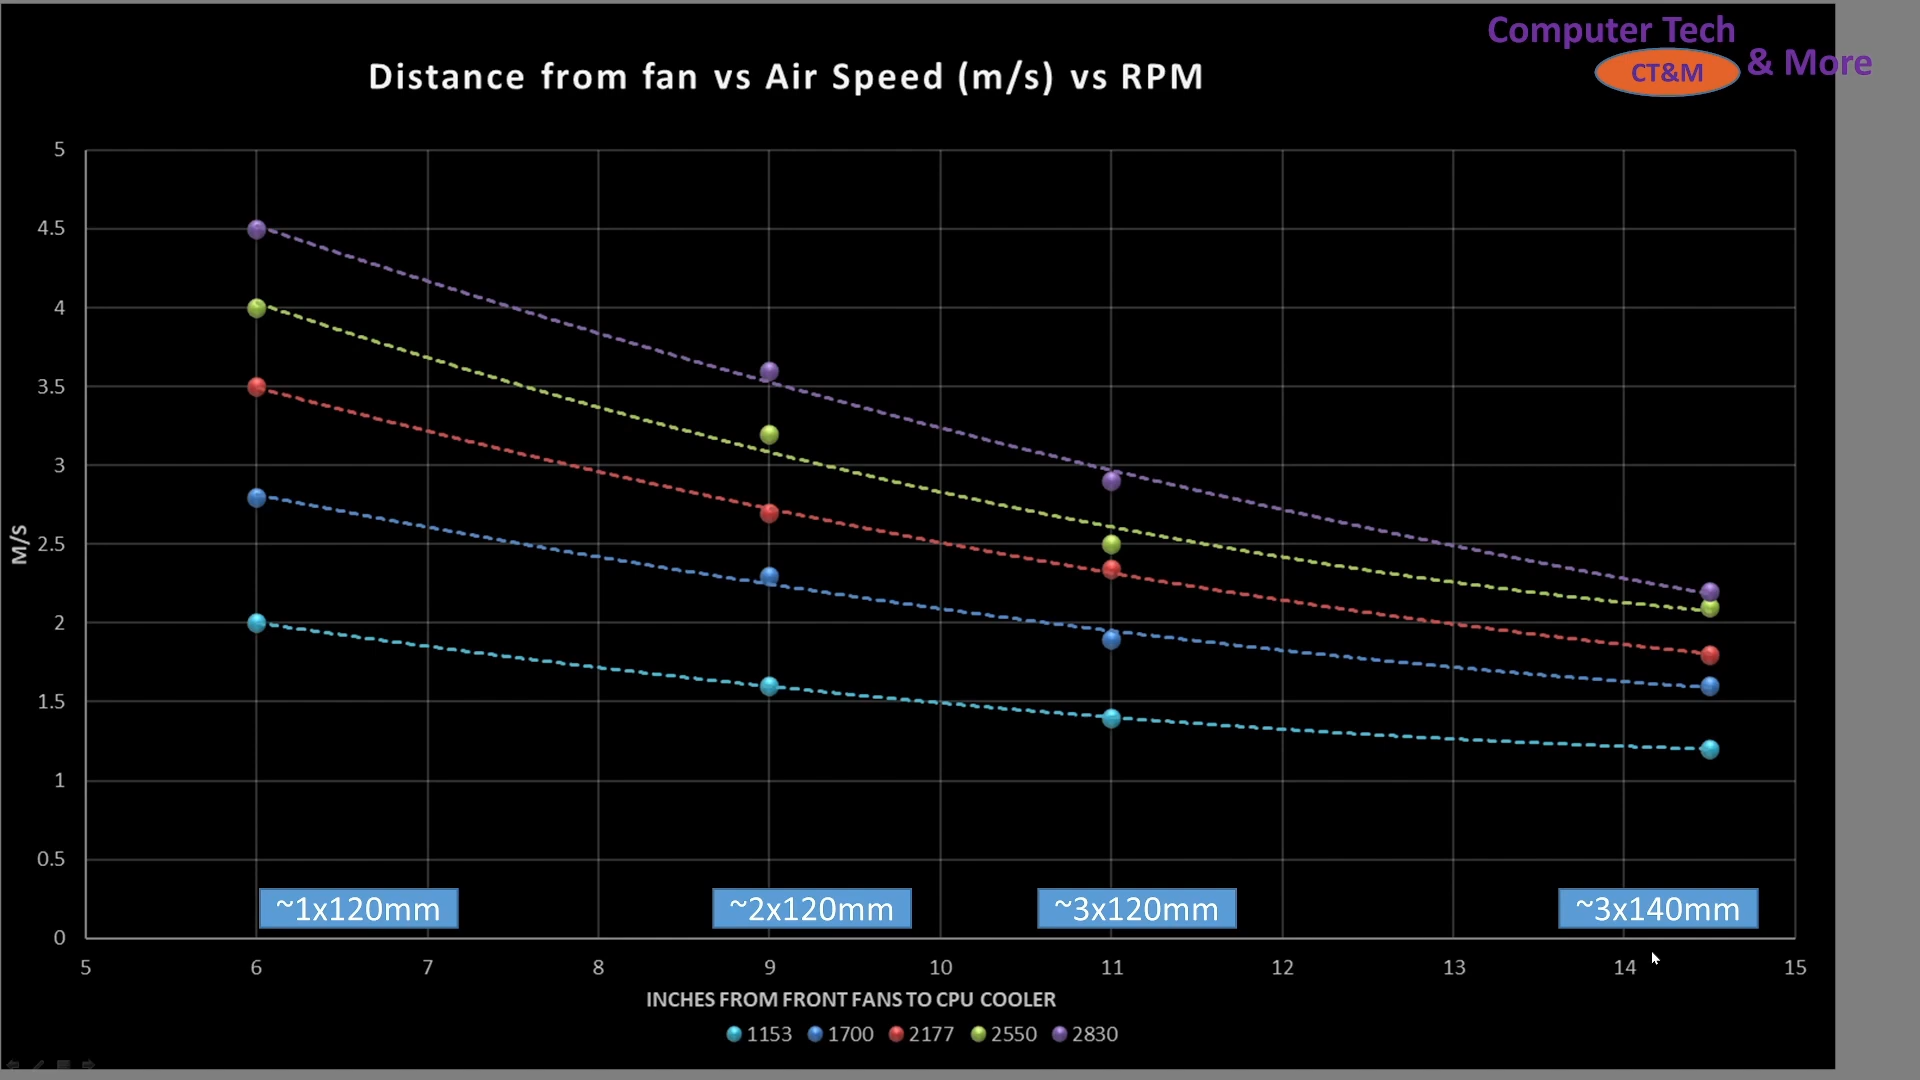 Computer Tech
CT&M
& More
Distance from fan vs Air Speed (m/s) vs RPM
5
4.5
4
3.5
3
2.5
2
1.5
1
0.5
0
M/S
~1x120mm
~2x120mm
~3x120mm
~3x140mm
5 6 7 8 9 10 11 12 13 14 15
INCHES FROM FRONT FANS TO CPU COOLER
1153 1700 2177 2550 2830